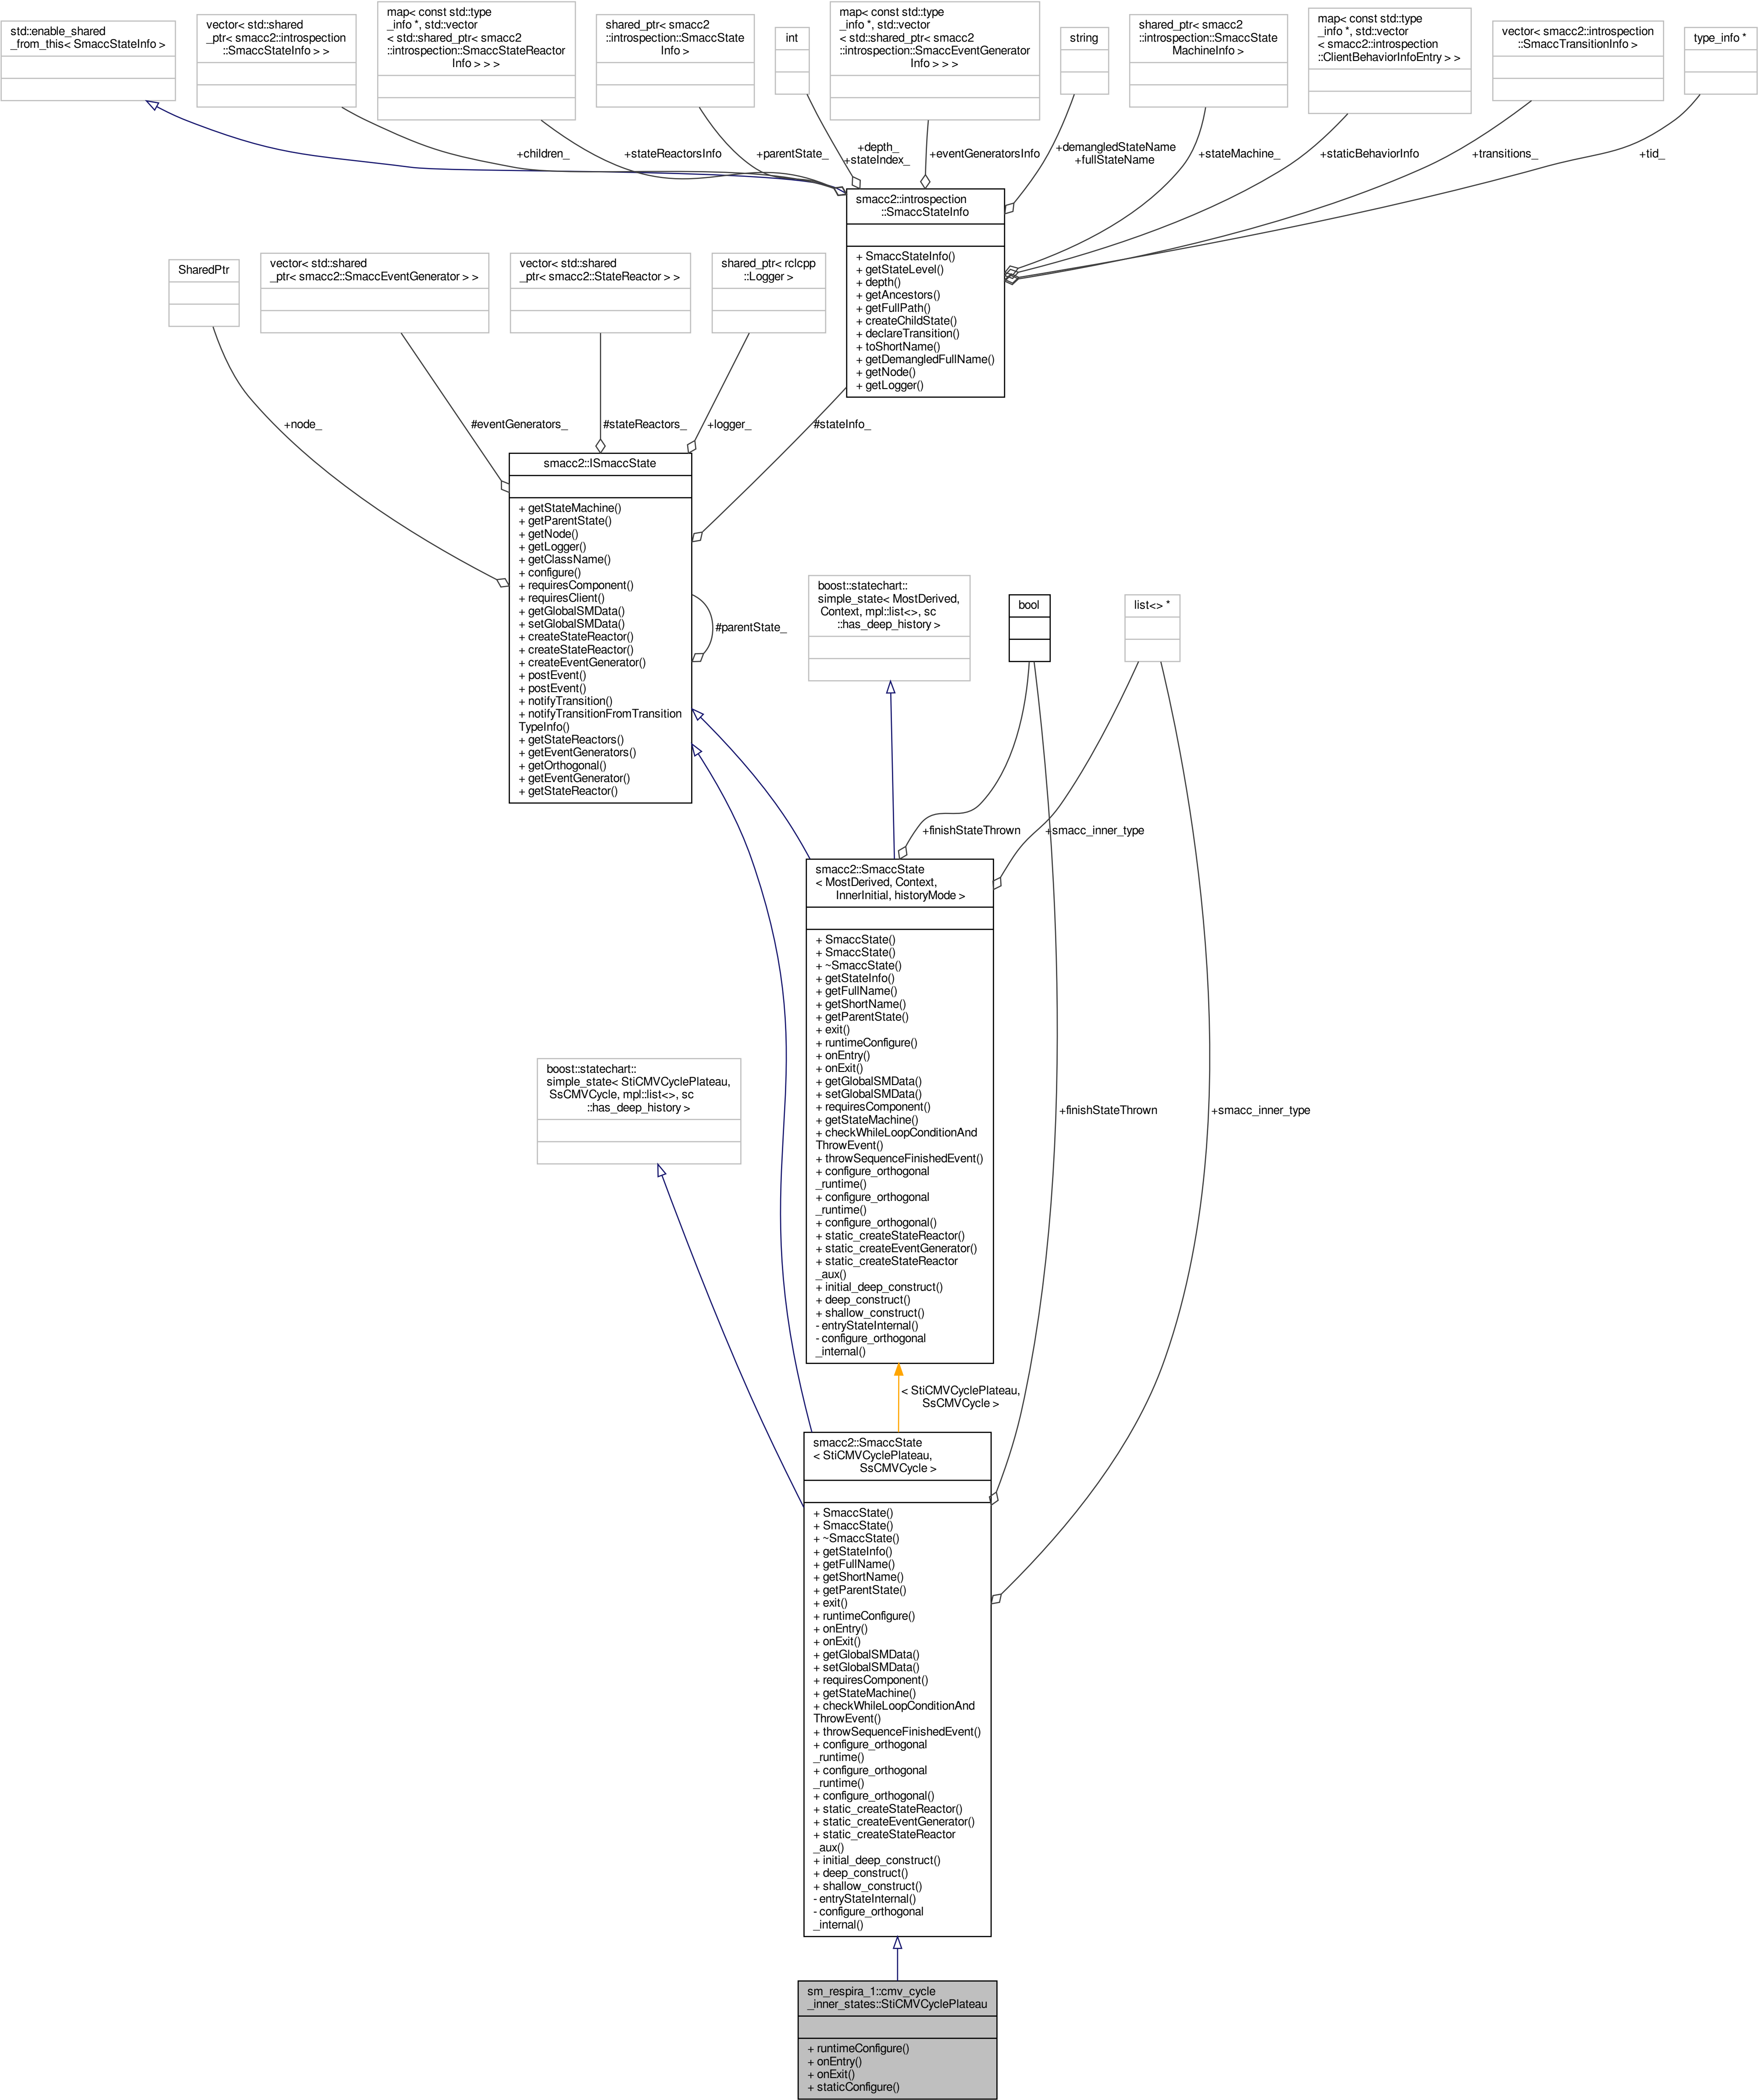 std::enable_shared
_from_this< SmaccStateInfo >
vector< std::shared
_ptr< smacc2::introspection
::SmaccStateInfo > >
map< const std::type
_info *, std::vector
< std::shared_ptr< smacc2
::introspection::SmaccStateReactor
Info > > >
shared_ptr< smacc2
::introspection::SmaccState
Info >
int
map< const std::type
_info *, std::vector
< std::shared_ptr< smacc2
::introspection::SmaccEventGenerator
Info > > >
string
shared_ptr< smacc2
::introspection::SmaccState
MachineInfo >
map< const std::type
_info *, std::vector
< smacc2::introspection
::ClientBehaviorInfoEntry > >
vector< smacc2::introspection
::SmaccTransitionInfo >
type_info *
+children_
+stateReactorsInfo
+parentState_
+depth_
+stateIndex_
+eventGeneratorsInfo
+demangledStateName
+fullStateName
+stateMachine_
+staticBehaviorInfo
+transitions_
+tid_
smacc2::introspection
::SmaccStateInfo
+ SmaccStateInfo()
+ getStateLevel()
+ depth()
+ getAncestors()
+ getFullPath()
+ createChildState()
+ declareTransition()
+ toShortName()
+ getDemangledFullName()
+ getNode()
+ getLogger()
SharedPtr
vector< std::shared
_ptr< smacc2::SmaccEventGenerator > >
vector< std::shared
_ptr< smacc2::StateReactor > >
shared_ptr< rclcpp
::Logger >
+node_
#eventGenerators_
#stateReactors_
+logger_
#stateInfo_
smacc2::ISmaccState
+ getStateMachine()
+ getParentState()
+ getNode()
+ getLogger()
+ getClassName()
+ configure()
+ requiresComponent()
+ requiresClient()
+ getGlobalSMData()
+ setGlobalSMData()
+ createStateReactor()
+ createStateReactor()
+ createEventGenerator()
+ postEvent()
+ postEvent()
+ notifyTransition()
+ notifyTransitionFromTransition
TypeInfo()
+ getStateReactors()
+ getEventGenerators()
+ getOrthogonal()
+ getEventGenerator()
+ getStateReactor()
#parentState_
boost::statechart::
simple_state< MostDerived,
Context, mpl::list<>, sc
::has_deep_history >
bool
list<> *
+finishStateThrown
+smacc_inner_type
smacc2::SmaccState
< MostDerived, Context,
InnerInitial, historyMode >
+ SmaccState()
+ SmaccState()
+ ~SmaccState()
+ getStateInfo()
+ getFullName()
+ getShortName()
+ getParentState()
+ exit()
+ runtimeConfigure()
+ onEntry()
+ onExit()
+ getGlobalSMData()
+ setGlobalSMData()
+ requiresComponent()
+ getStateMachine()
+ checkWhileLoopConditionAnd
ThrowEvent()
+ throwSequenceFinishedEvent()
+ configure_orthogonal
_runtime()
+ configure_orthogonal
_runtime()
+ configure_orthogonal()
+ static_createStateReactor()
+ static_createEventGenerator()
+ static_createStateReactor
_aux()
+ initial_deep_construct()
+ deep_construct()
+ shallow_construct()
- entryStateInternal()
- configure_orthogonal
_internal()
boost::statechart::
simple_state< StiCMVCyclePlateau,
SsCMVCycle, mpl::list<>, sc
::has_deep_history >
+finishStateThrown
+smacc_inner_type
< StiCMVCyclePlateau,
SsCMVCycle >
smacc2::SmaccState
< StiCMVCyclePlateau,
SsCMVCycle >
+ SmaccState()
+ SmaccState()
+ ~SmaccState()
+ getStateInfo()
+ getFullName()
+ getShortName()
+ getParentState()
+ exit()
+ runtimeConfigure()
+ onEntry()
+ onExit()
+ getGlobalSMData()
+ setGlobalSMData()
+ requiresComponent()
+ getStateMachine()
+ checkWhileLoopConditionAnd
ThrowEvent()
+ throwSequenceFinishedEvent()
+ configure_orthogonal
_runtime()
+ configure_orthogonal
_runtime()
+ configure_orthogonal()
+ static_createStateReactor()
+ static_createEventGenerator()
+ static_createStateReactor
_aux()
+ initial_deep_construct()
+ deep_construct()
+ shallow_construct()
- entryStateInternal()
- configure_orthogonal
_internal()
sm_respira_1::cmv_cycle
_inner_states::StiCMVCyclePlateau
+ runtimeConfigure()
+ onEntry()
+ onExit()
+ staticConfigure()